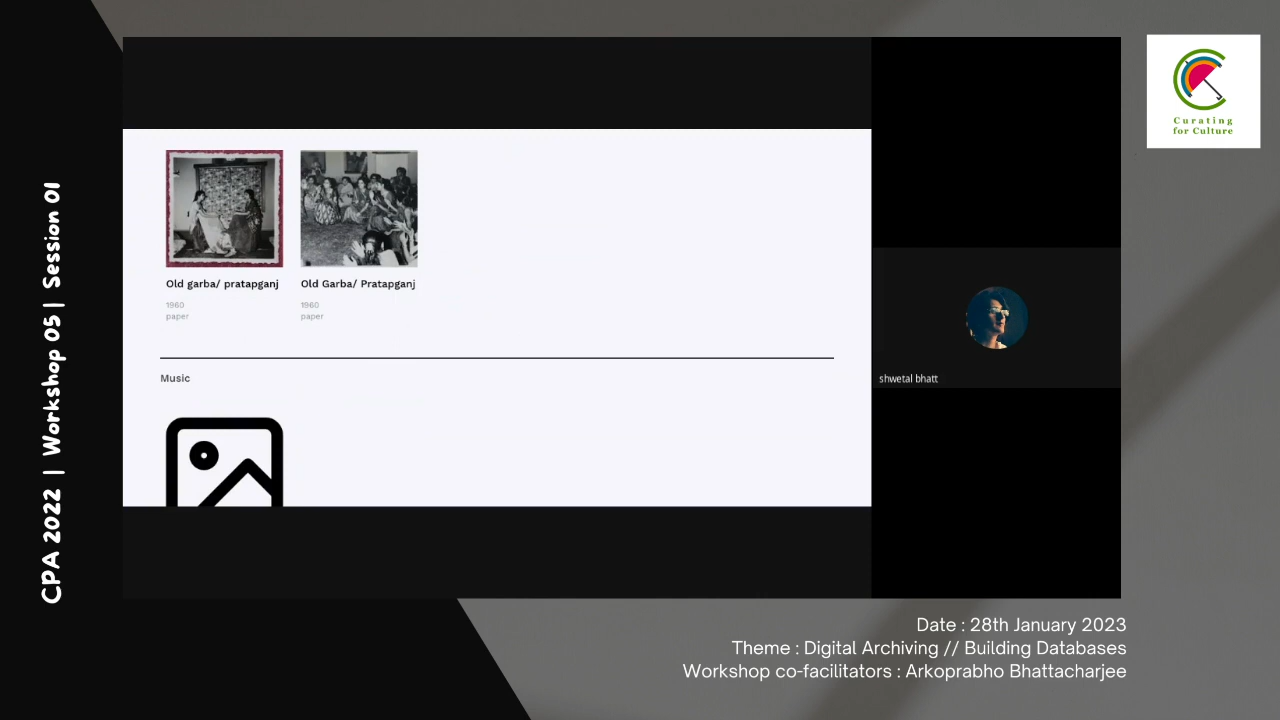 CPA 2022 | Workshop 05 | Session 01
Old garba/ pratapganj
1960
paper
Old Garba/ Pratapganj
1960
paper
Music
shwetal bhatt
Curating
for Culture
Date : 28th January 2023
Theme : Digital Archiving // Building Databases
Workshop co-facilitators : Arkoprabho Bhattacharjee